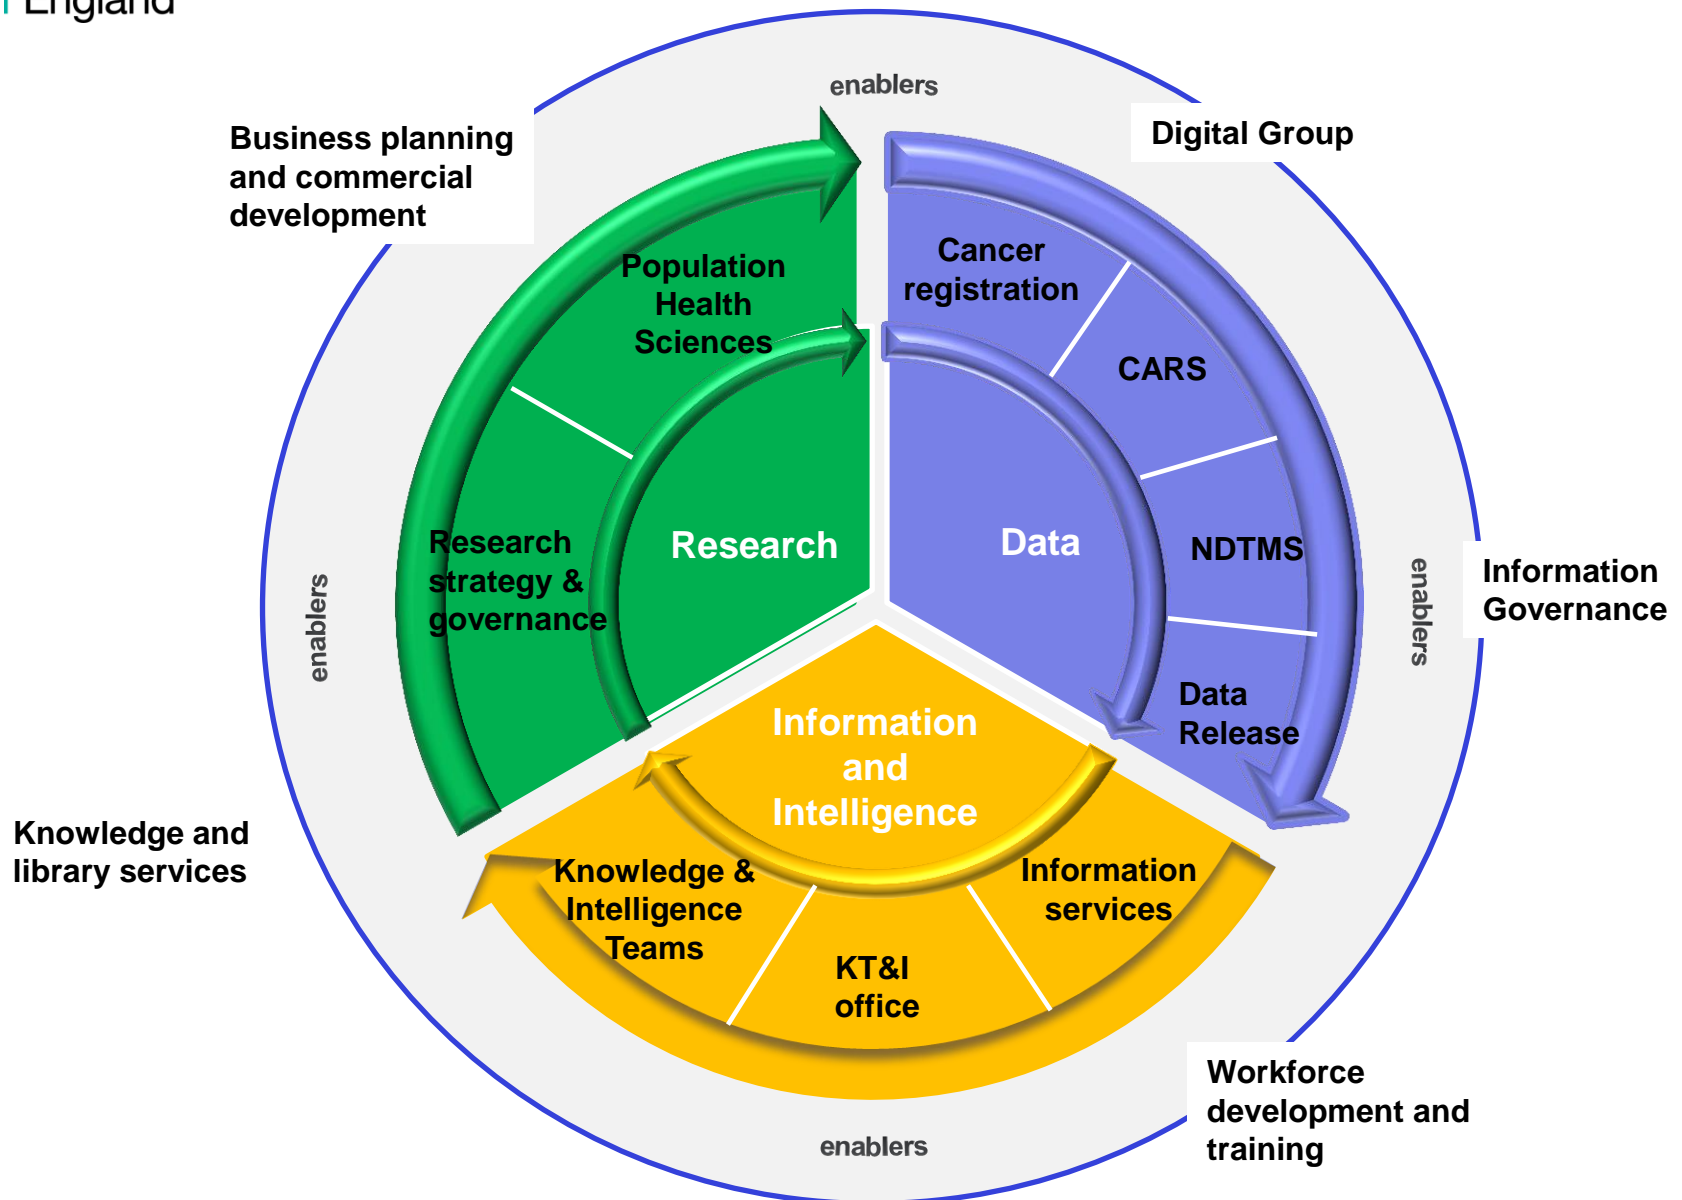 England
enablers
Business planning
and commercial
development
Digital Group
Population
Health
Sciences
Cancer
registration
CARS
Research
strategy &
governance
Research
Data
NDTMS
enablers
enablers
Information
Governance
Data
Release
Information
and
Intelligence
Knowledge and
library services
Knowledge &
Intelligence
Teams
KT&I
office
Information
services
Workforce
development and
training
enablers